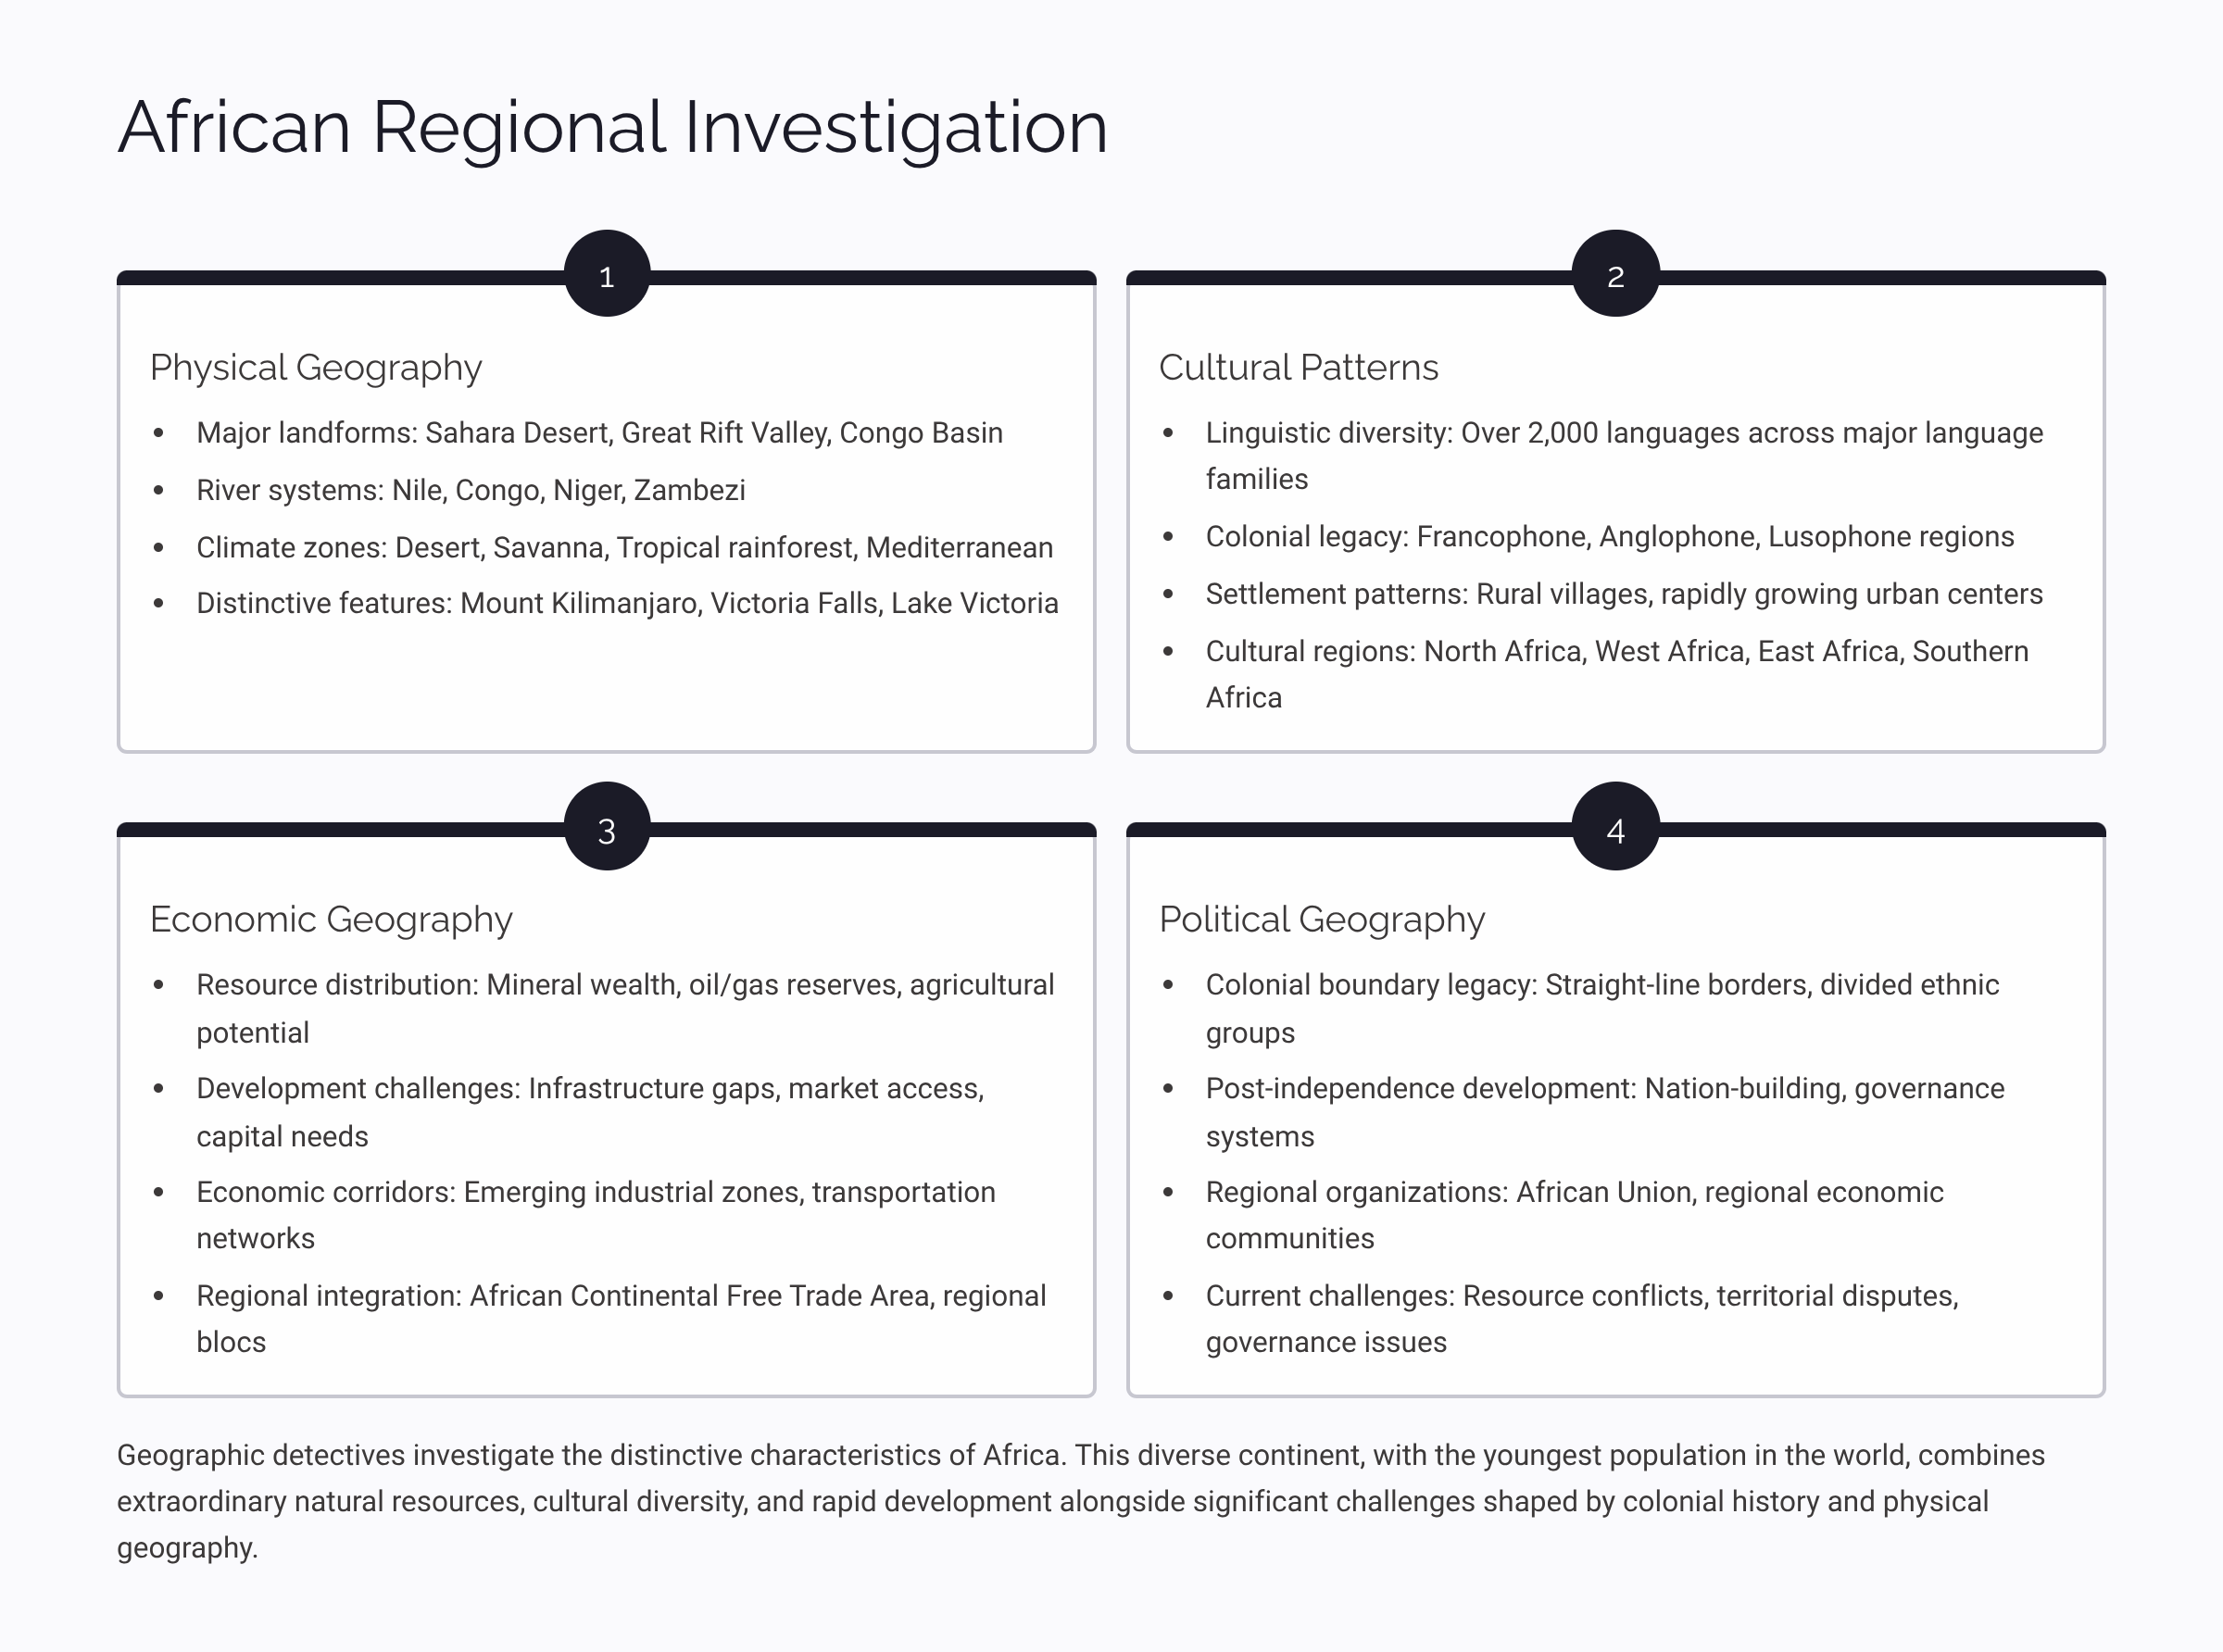 African Regional Investigation
1
Physical Geography
• Major landforms: Sahara Desert, Great Rift Valley, Congo Basin
• River systems: Nile, Congo, Niger, Zambezi
• Climate zones: Desert, Savanna, Tropical rainforest, Mediterranean
• Distinctive features: Mount Kilimanjaro, Victoria Falls, Lake Victoria
2
Cultural Patterns
• Linguistic diversity: Over 2,000 languages across major language
families
• Colonial legacy: Francophone, Anglophone, Lusophone regions
• Settlement patterns: Rural villages, rapidly growing urban centers
• Cultural regions: North Africa, West Africa, East Africa, Southern
Africa
3
Economic Geography
• Resource distribution: Mineral wealth, oil/gas reserves, agricultural
potential
• Development challenges: Infrastructure gaps, market access,
capital needs
• Economic corridors: Emerging industrial zones, transportation
networks
• Regional integration: African Continental Free Trade Area, regional
blocs
4
Political Geography
• Colonial boundary legacy: Straight-line borders, divided ethnic
groups
• Post-independence development: Nation-building, governance
systems
• Regional organizations: African Union, regional economic
communities
• Current challenges: Resource conflicts, territorial disputes,
governance issues
Geographic detectives investigate the distinctive characteristics of Africa. This diverse continent, with the youngest population in the world, combines
extraordinary natural resources, cultural diversity, and rapid development alongside significant challenges shaped by colonial history and physical
geography.